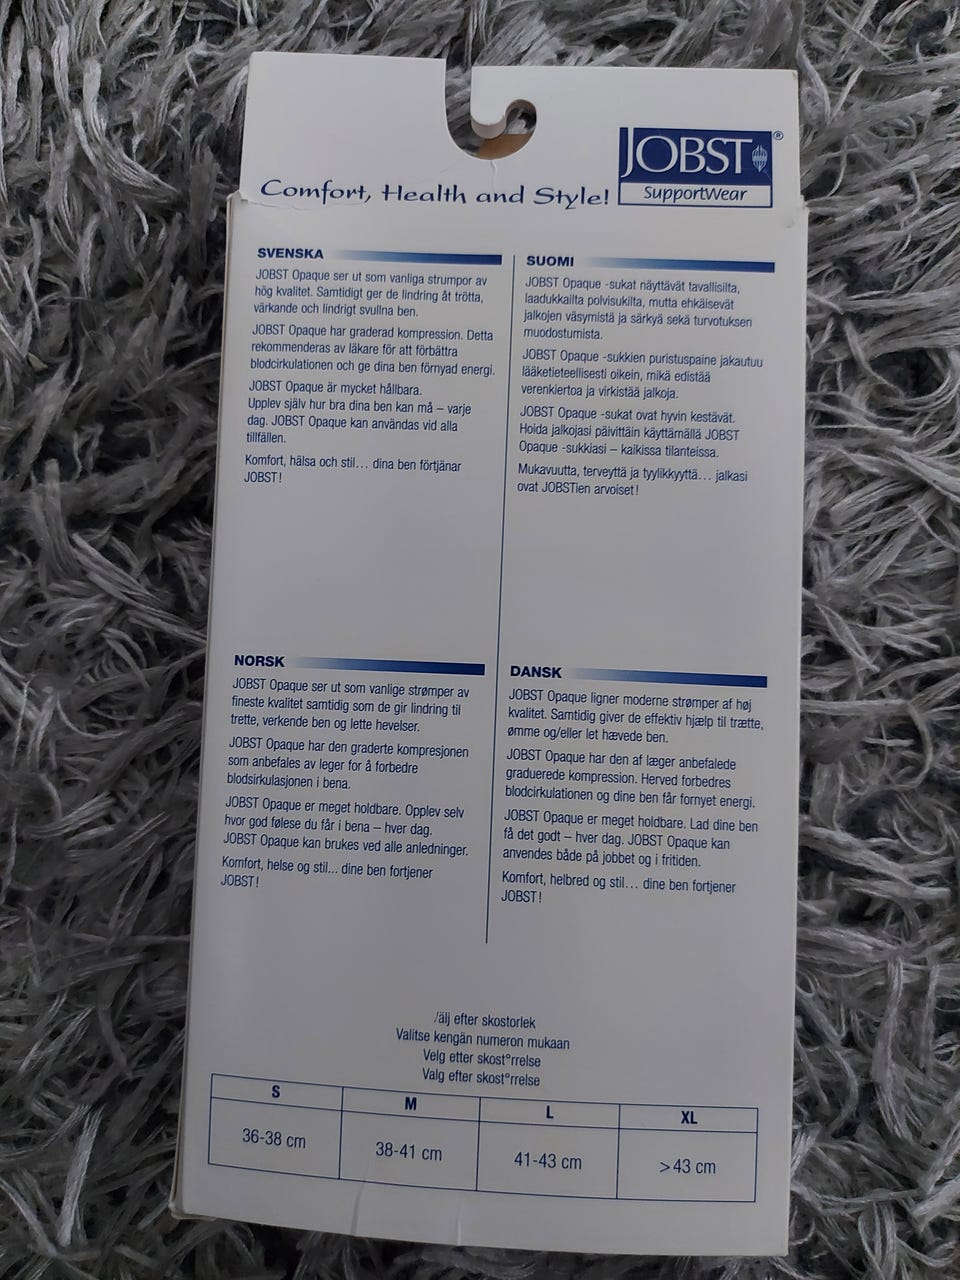 JOBST®
SupportWear
Comfort, Health and Style!
SVENSKA
JOBST Opaque ser ut som vanliga strumpor av
hög kvalitet. Samtidigt ger de lindring åt trötta,
värkande och lindrigt svullna ben.
JOBST Opaque har graderad kompression. Detta
rekommenderas av läkare för att förbättra
blodcirkulationen och ge dina ben förnyad energi.
JOBST Opaque är mycket hållbara.
Upplev själv hur bra dina ben kan må – varje
dag. JOBST Opaque kan användas vid alla
tillfällen.
Komfort, hälsa och stil… dina ben förtjänar
JOBST!
SUOMI
JOBST Opaque -sukat näyttävät tavallisilta,
laadukkailta polvisukilta, mutta ehkäisevät
jalkojen väsymistä ja särkyä sekä turvotuksen
muodostumista.
JOBST Opaque -sukkien puristuspaine jakautuu
lääketieteellisesti oikein, mikä edistää
verenkiertoa ja virkistää jalkoja.
JOBST Opaque -sukat ovat hyvin kestävät.
Hoida jalkojasi päivittäin käyttämällä JOBST
Opaque -sukkiasi – kaikissa tilanteissa.
Mukavuutta, terveyttä ja tyylikkyyttä… jalkasi
ovat JOBSTien arvoiset!
NORSK
JOBST Opaque ser ut som vanlige strømper av
fineste kvalitet samtidig som de gir lindring til
trette, verkende ben og lette hevelser.
JOBST Opaque har den graderte kompresjonen
som anbefales av leger for å forbedre
blodsirkulasjonen i bena.
JOBST Opaque er meget holdbare. Opplev selv
hvor god følese du får i bena – hver dag.
JOBST Opaque kan brukes ved alle anledninger.
Komfort, helse og stil... dine ben fortjener
JOBST!
DANSK
JOBST Opaque ligner moderne strømper af høj
kvalitet. Samtidig giver de effektiv hjælp til trætte,
ømme og/eller let hævede ben.
JOBST Opaque har den af læger anbefalede
graduerede kompression. Herved forbedres
blodcirkulationen og dine ben får fornyet energi.
JOBST Opaque er meget holdbare. Lad dine ben
få det godt – hver dag. JOBST Opaque kan
anvendes både på jobbet og i fritiden.
Komfort, helbred og stil… dine ben fortjener
JOBST!
/älj efter skostorlek
Valitse kengän numeron mukaan
Velg etter skost°rrelse
Valg efter skost°rrelse
S M L XL
36-38 cm 38-41 cm 41-43 cm >43 cm